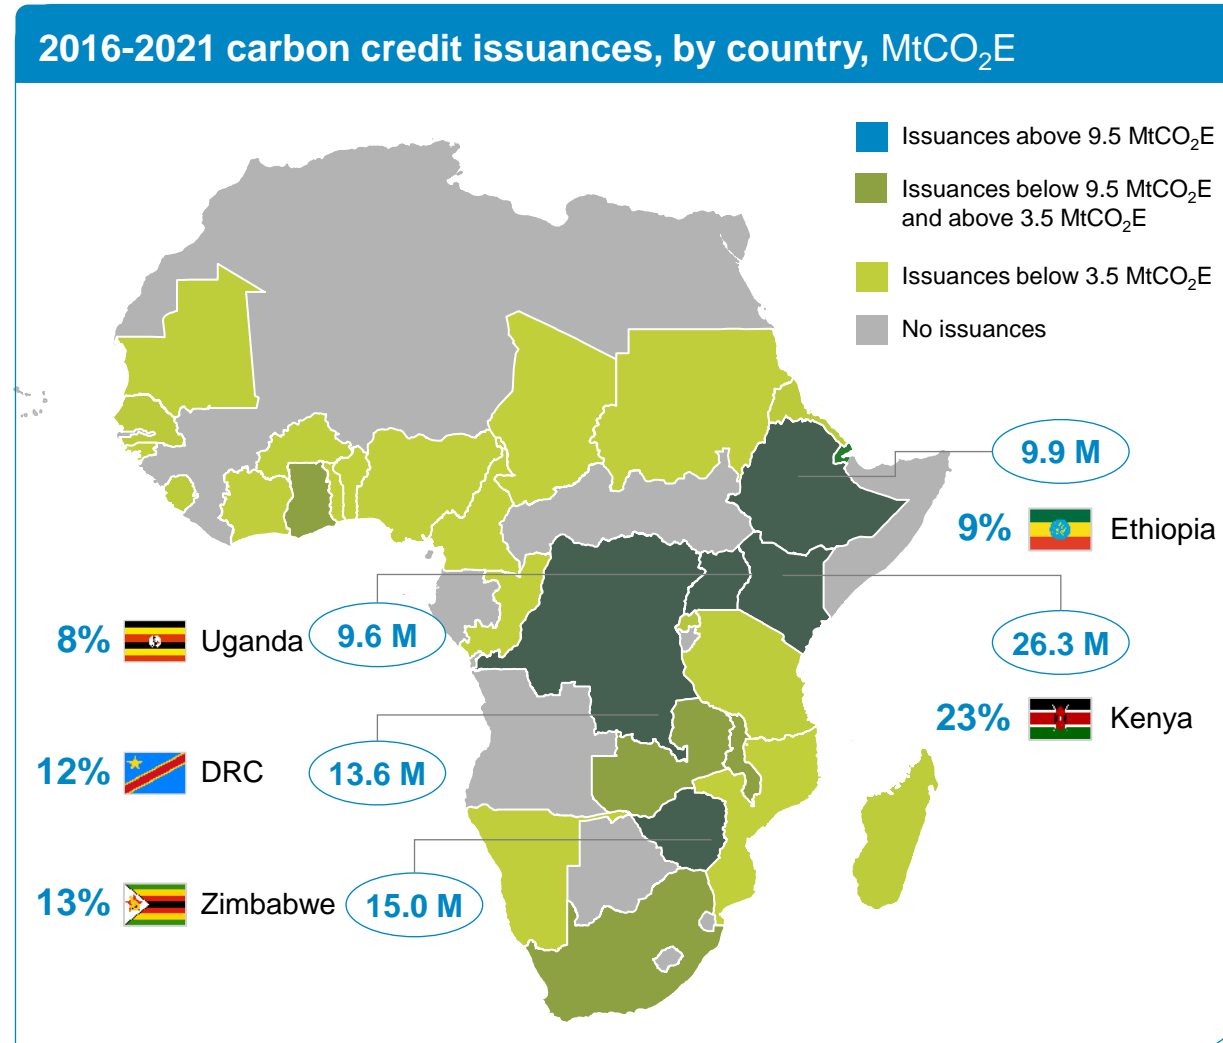 2016-2021 carbon credit issuances, by country, MtCO₂E
Issuances above 9.5 MtCO₂E
Issuances below 9.5 MtCO₂E
and above 3.5 MtCO₂E
Issuances below 3.5 MtCO₂E
No issuances
9.9 M
9% Ethiopia
8% Uganda 9.6 M
26.3 M
23% Kenya
12% DRC 13.6 M
13% Zimbabwe 15.0 M